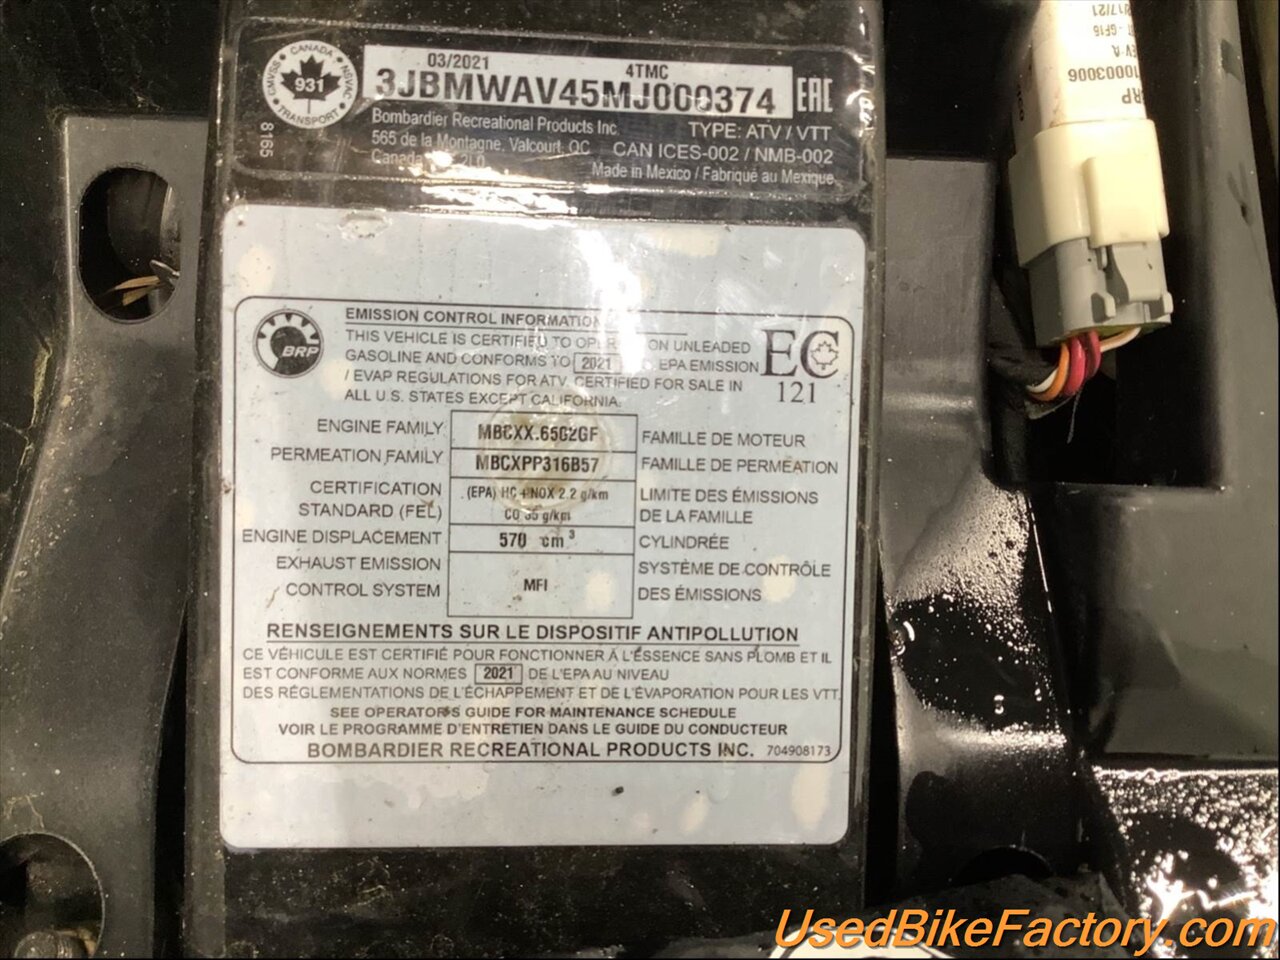 CANADA
CMVSS NSVAC
931
TRANSPORT
8165
03/2021 4TMC
3JBMWAV45MJ000374
EAC
Bombardier Recreational Products Inc.
TYPE: ATV / VTT
565 de la Montagne, Valcourt, QC
CAN ICES-002 / NMB-002
Canada 2L0
Made in Mexico / Fabriqué au Mexique
10003006
BRP
EMISSION CONTROL INFORMATION
THIS VEHICLE IS CERTIFIED TO OPERATE ON UNLEADED
GASOLINE AND CONFORMS TO 2021 EPA EMISSION
/ EVAP REGULATIONS FOR ATV. CERTIFIED FOR SALE IN
ALL U.S. STATES EXCEPT CALIFORNIA.
EC
121
ENGINE FAMILY MBCXX.6502GF FAMILLE DE MOTEUR
PERMEATION FAMILY MBCXPP316B57 FAMILLE DE PERMÉATION
CERTIFICATION (EPA) HC + NOX 2.2 g/km LIMITE DES ÉMISSIONS
STANDARD (FEL) CO 35 g/km DE LA FAMILLE
ENGINE DISPLACEMENT 570 cm³ CYLINDRÉE
EXHAUST EMISSION SYSTÈME DE CONTRÔLE
CONTROL SYSTEM MFI DES ÉMISSIONS
RENSEIGNEMENTS SUR LE DISPOSITIF ANTIPOLLUTION
CE VÉHICULE EST CERTIFIÉ POUR FONCTIONNER À L'ESSENCE SANS PLOMB ET IL
EST CONFORME AUX NORMES 2021 DE L'EPA AU NIVEAU
DES RÉGLEMENTATIONS DE L'ÉCHAPPEMENT ET DE L'ÉVAPORATION POUR LES VTT.
SEE OPERATOR'S GUIDE FOR MAINTENANCE SCHEDULE
VOIR LE PROGRAMME D'ENTRETIEN DANS LE GUIDE DU CONDUCTEUR
BOMBARDIER RECREATIONAL PRODUCTS INC. 704908173
UsedBikeFactory.com